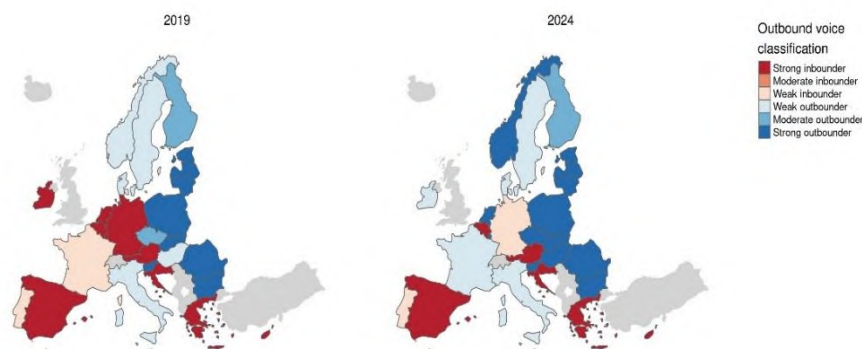 2019
2024
Outbound voice
classification
Strong inbounder
Moderate inbounder
Weak inbounder
Weak outbounder
Moderate outbounder
Strong outbounder